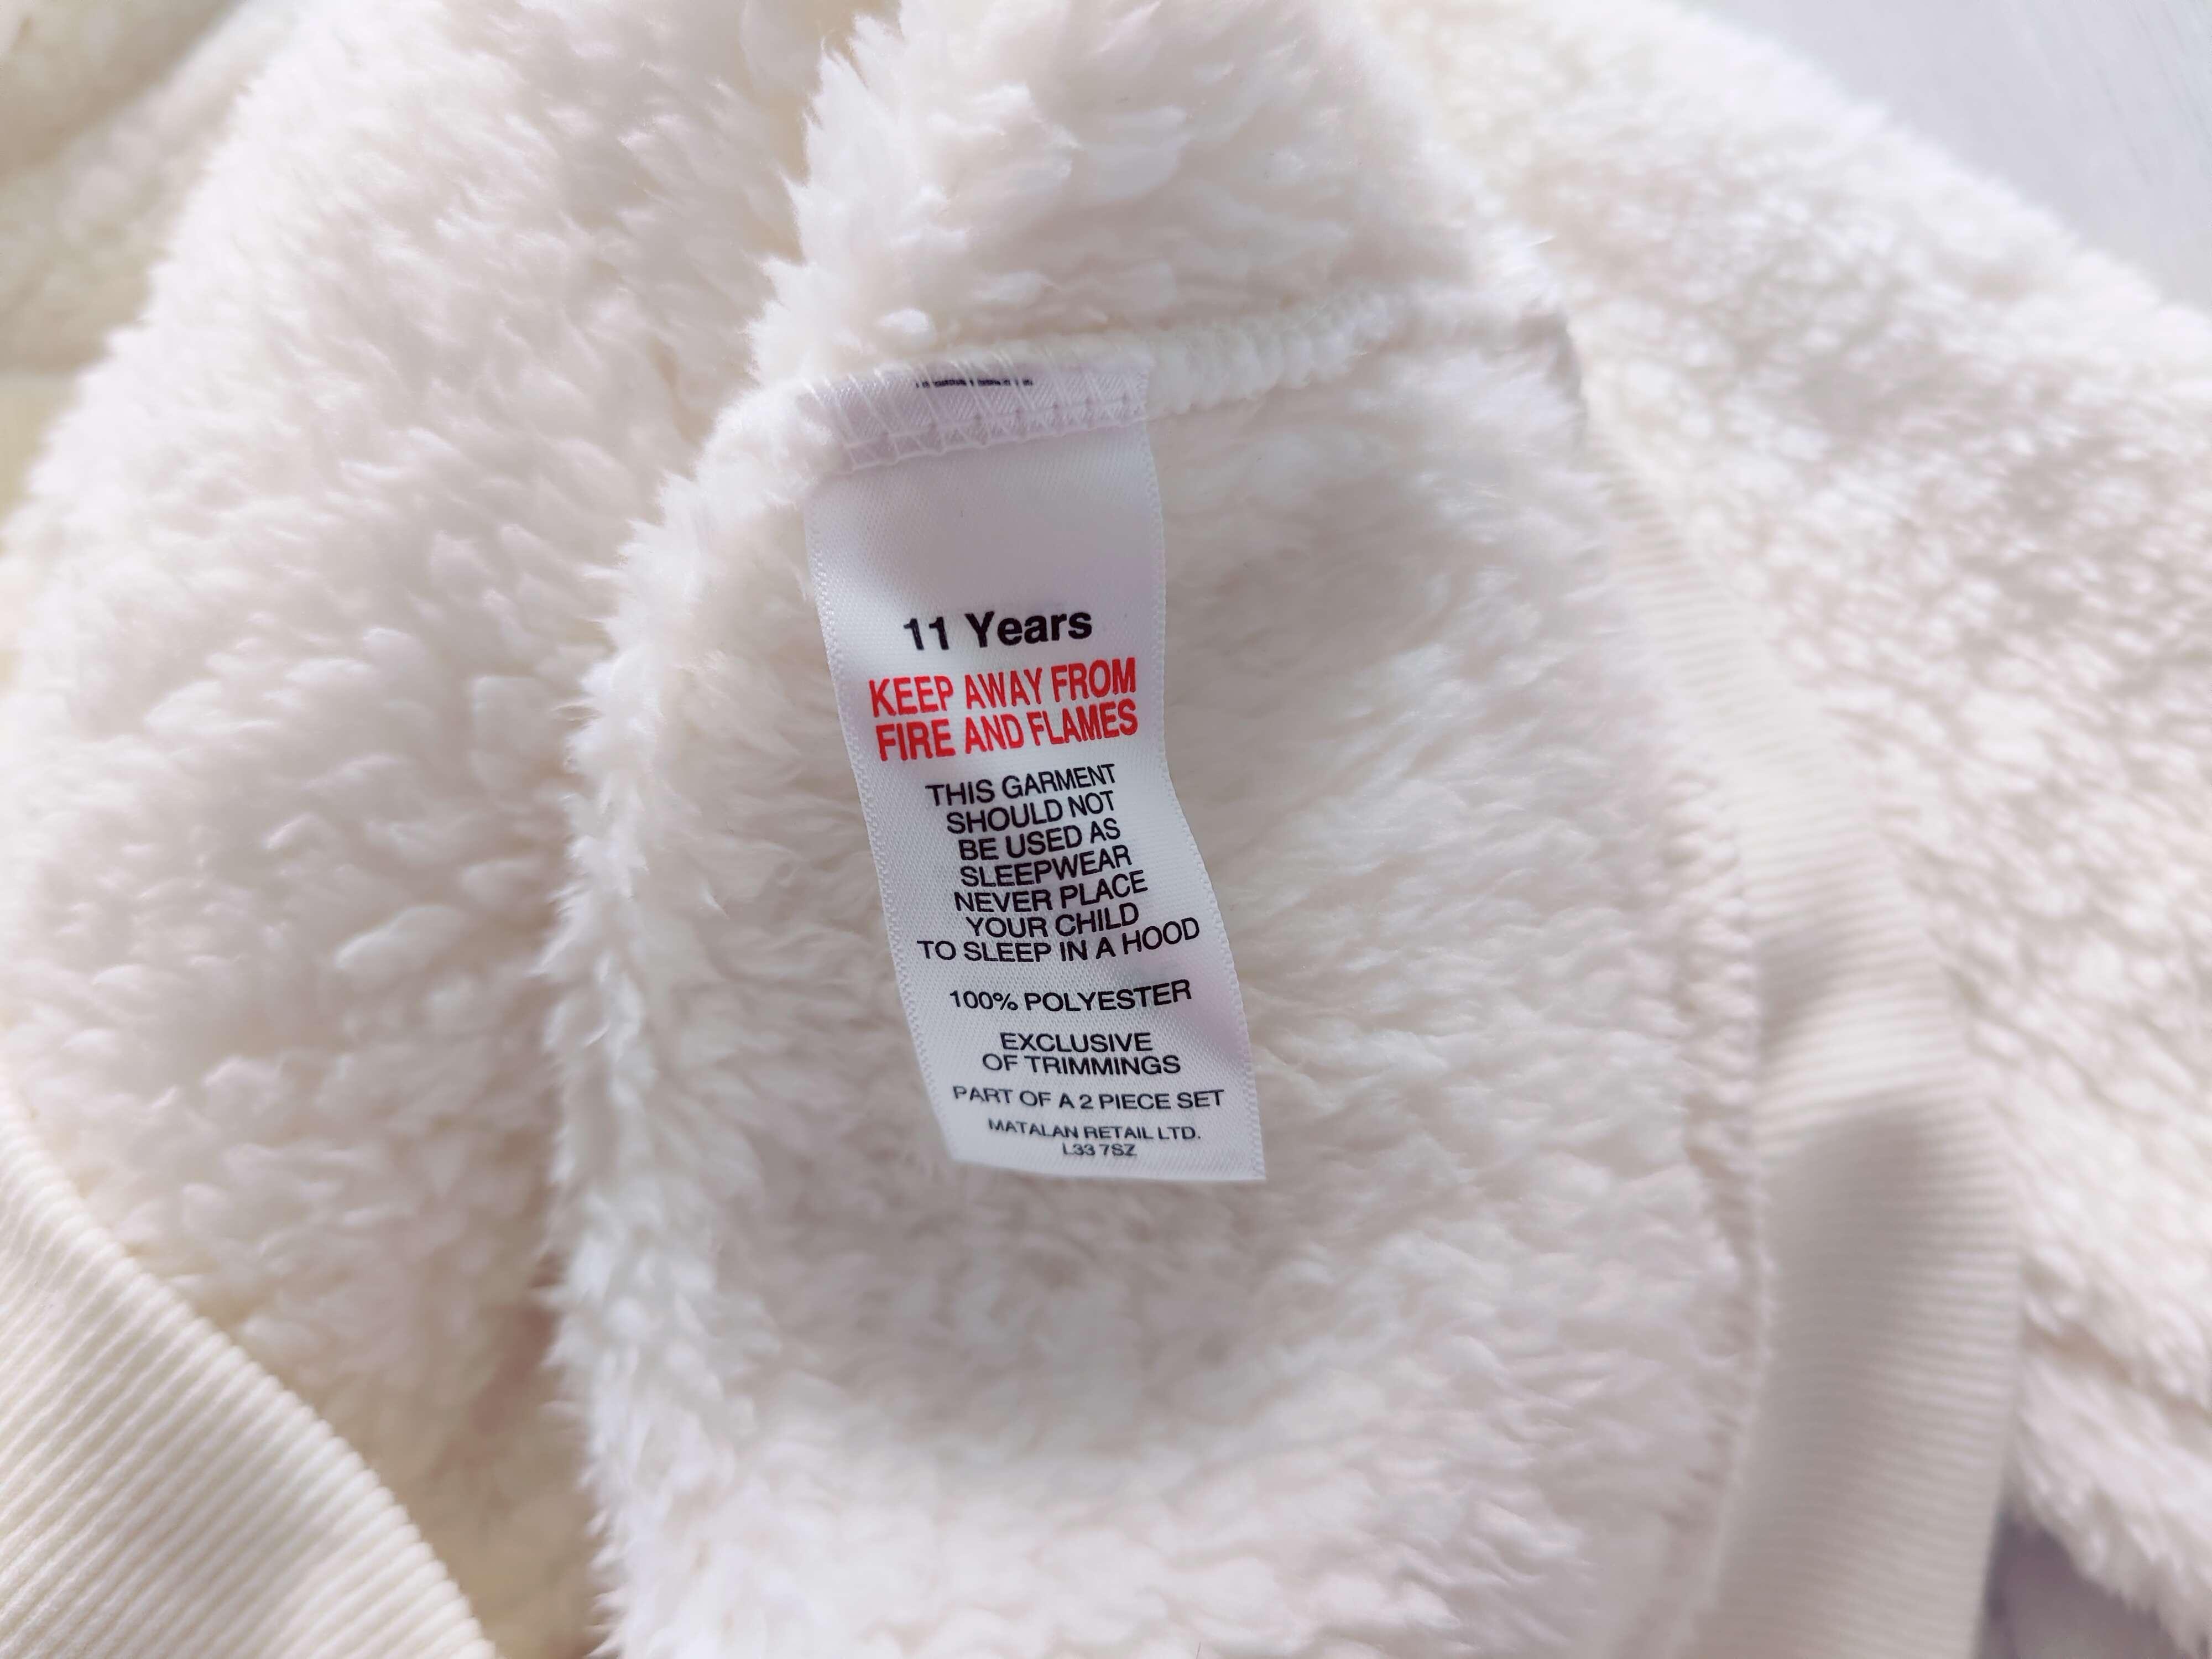 11 Years
KEEP AWAY FROM
FIRE AND FLAMES
THIS GARMENT
SHOULD NOT
BE USED AS
SLEEPWEAR
NEVER PLACE
YOUR CHILD
TO SLEEP IN A HOOD
100% POLYESTER
EXCLUSIVE
OF TRIMMINGS
PART OF A 2 PIECE SET
MATALAN RETAIL LTD.
L33 7SZ